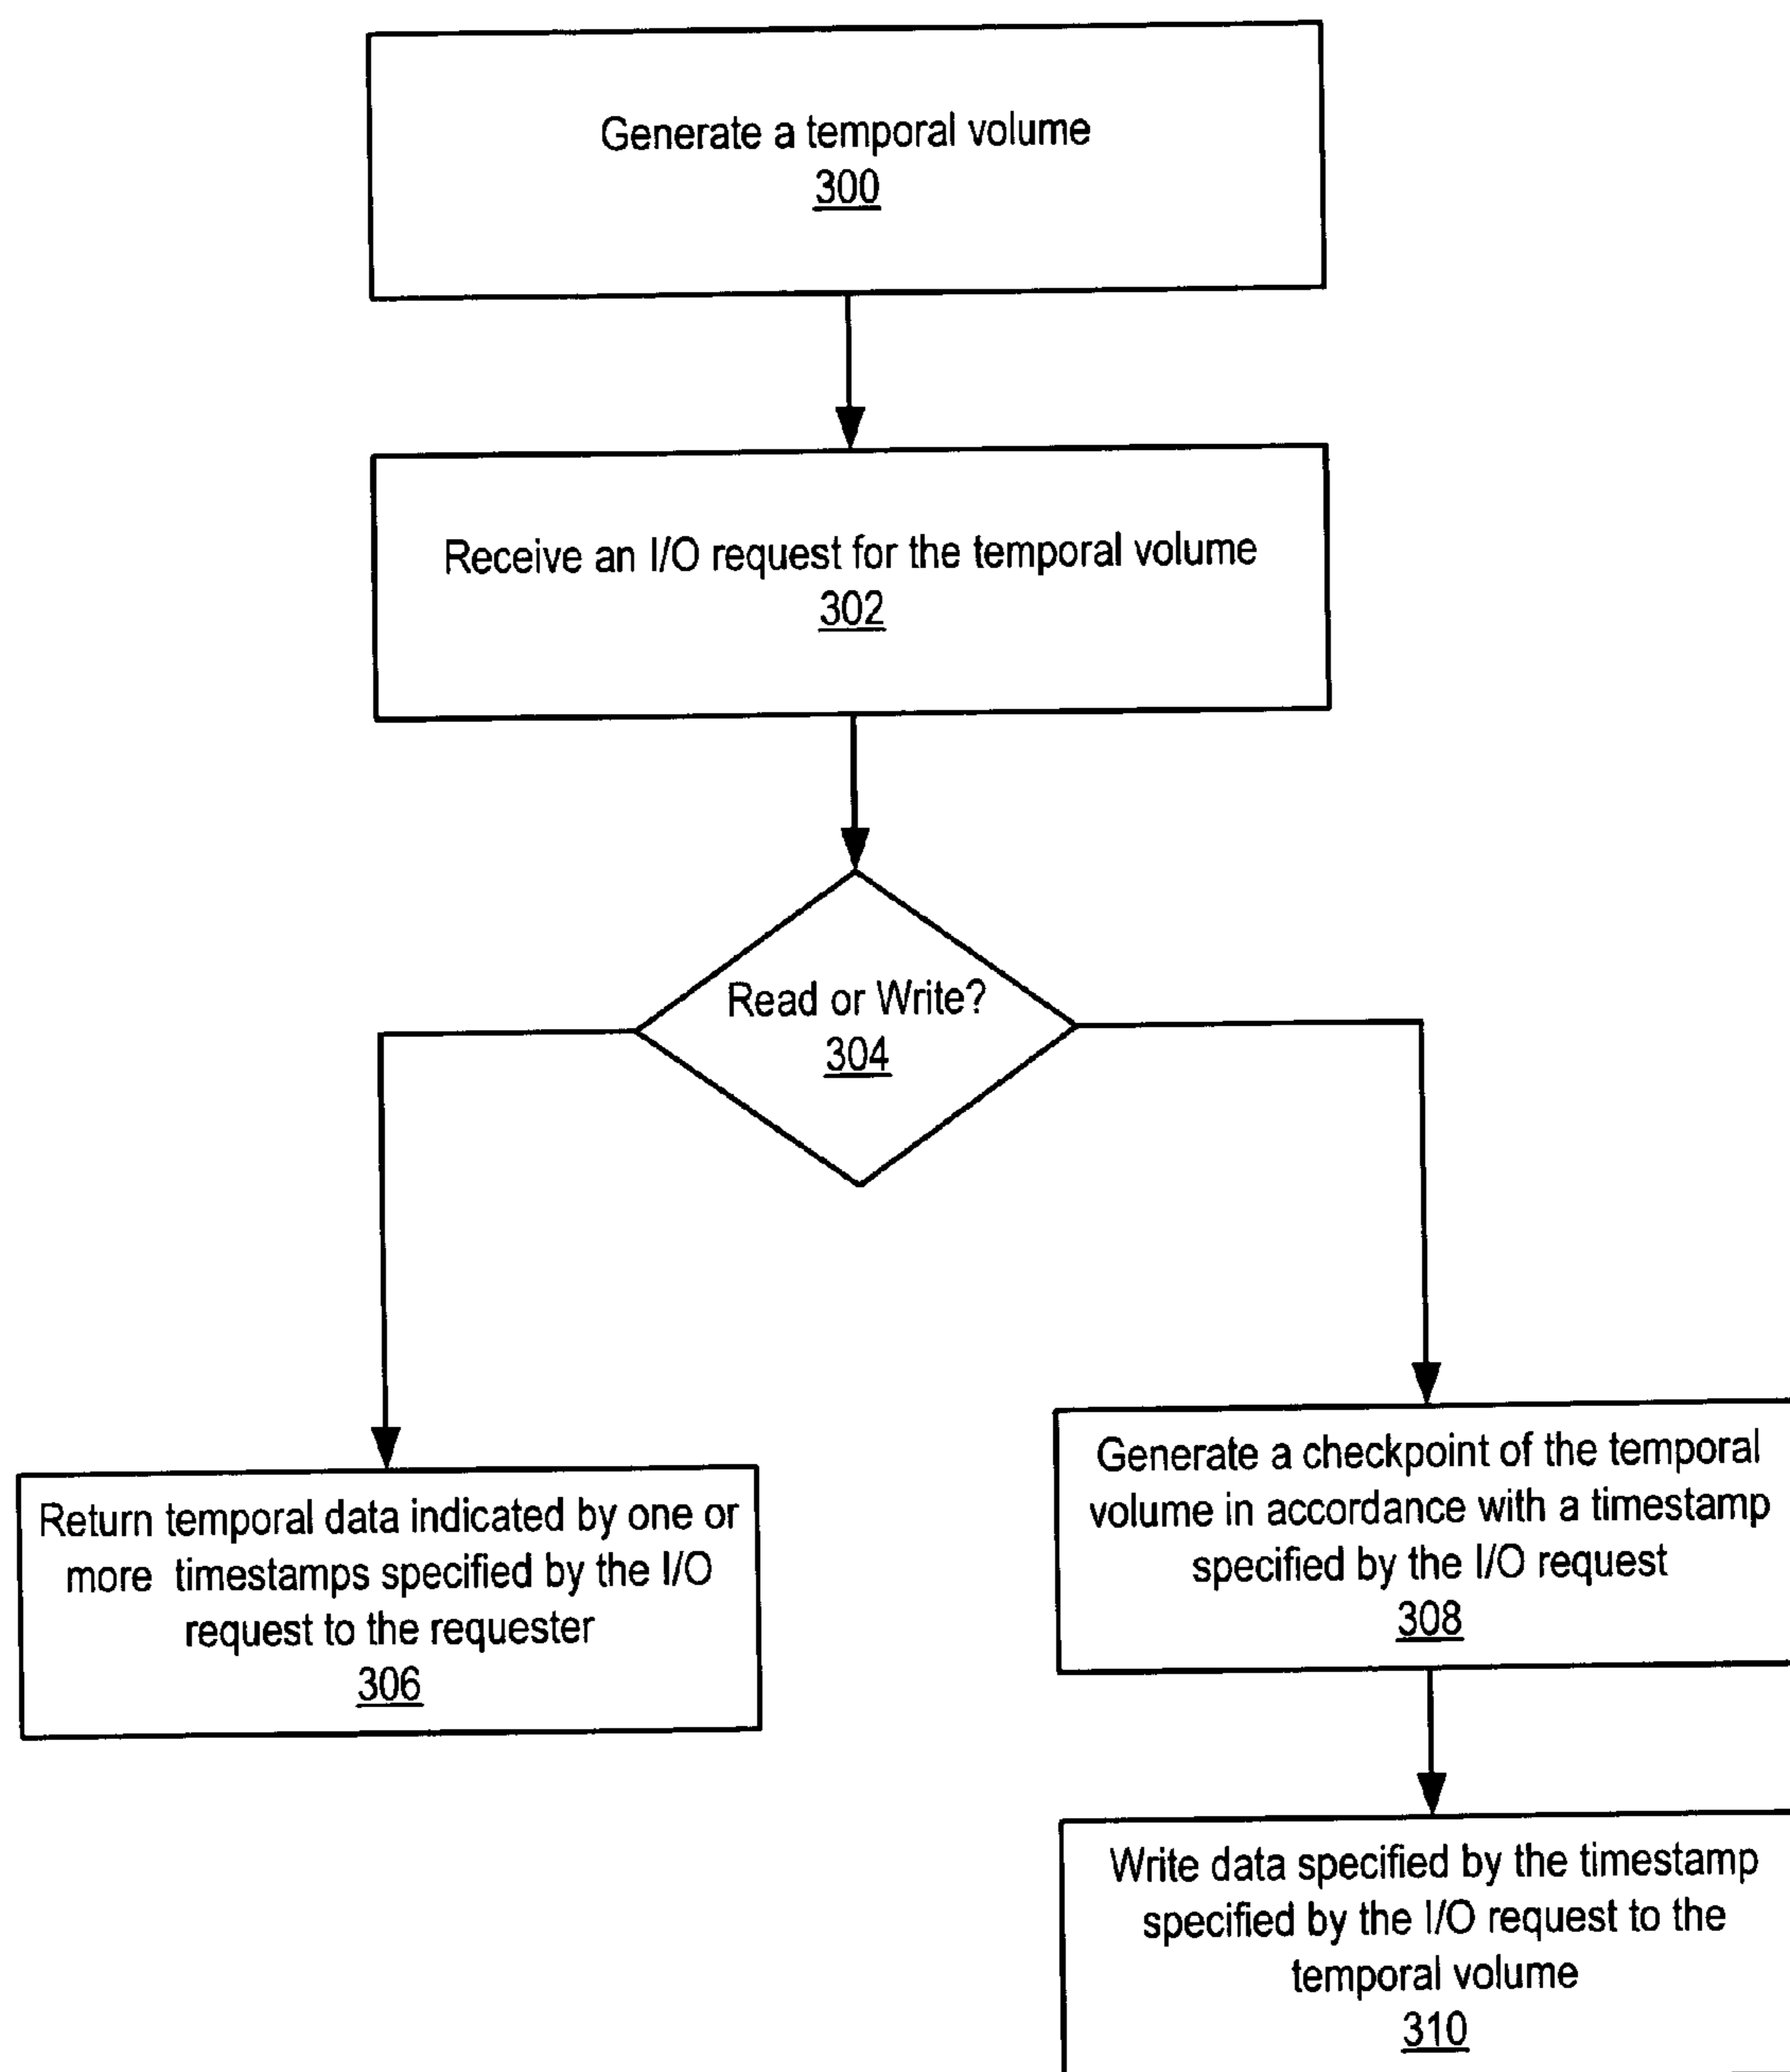 Generate a temporal volume
300
Receive an I/O request for the temporal volume
302
Read or Write?
304
Return temporal data indicated by one or
more timestamps specified by the I/O
request to the requester
306
Generate a checkpoint of the temporal
volume in accordance with a timestamp
specified by the I/O request
308
Write data specified by the timestamp
specified by the I/O request to the
temporal volume
310